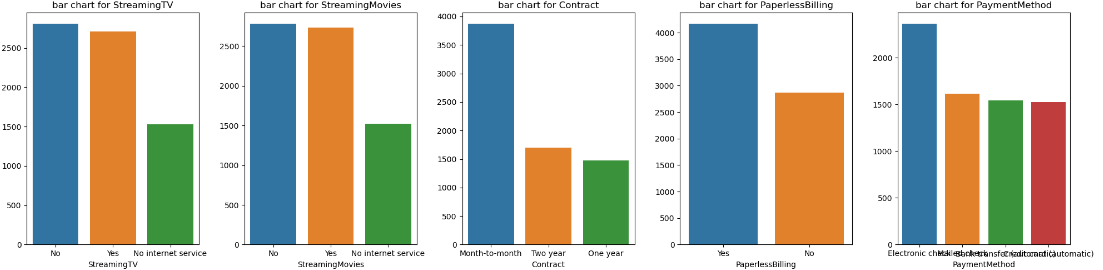 bar chart for StreamingTV
2500
2000
1500
1000
500
0
No Yes No internet service
StreamingTV
bar chart for StreamingMovies
2500
2000
1500
1000
500
0
No Yes No internet service
StreamingMovies
bar chart for Contract
4000
3500
3000
2500
2000
1500
1000
500
0
Month-to-month Two year One year
Contract
bar chart for PaperlessBilling
4000
3500
3000
2500
2000
1500
1000
500
0
Yes No
PaperlessBilling
bar chart for PaymentMethod
2000
1500
1000
500
0
Electronic check (automatic)
PaymentMethod